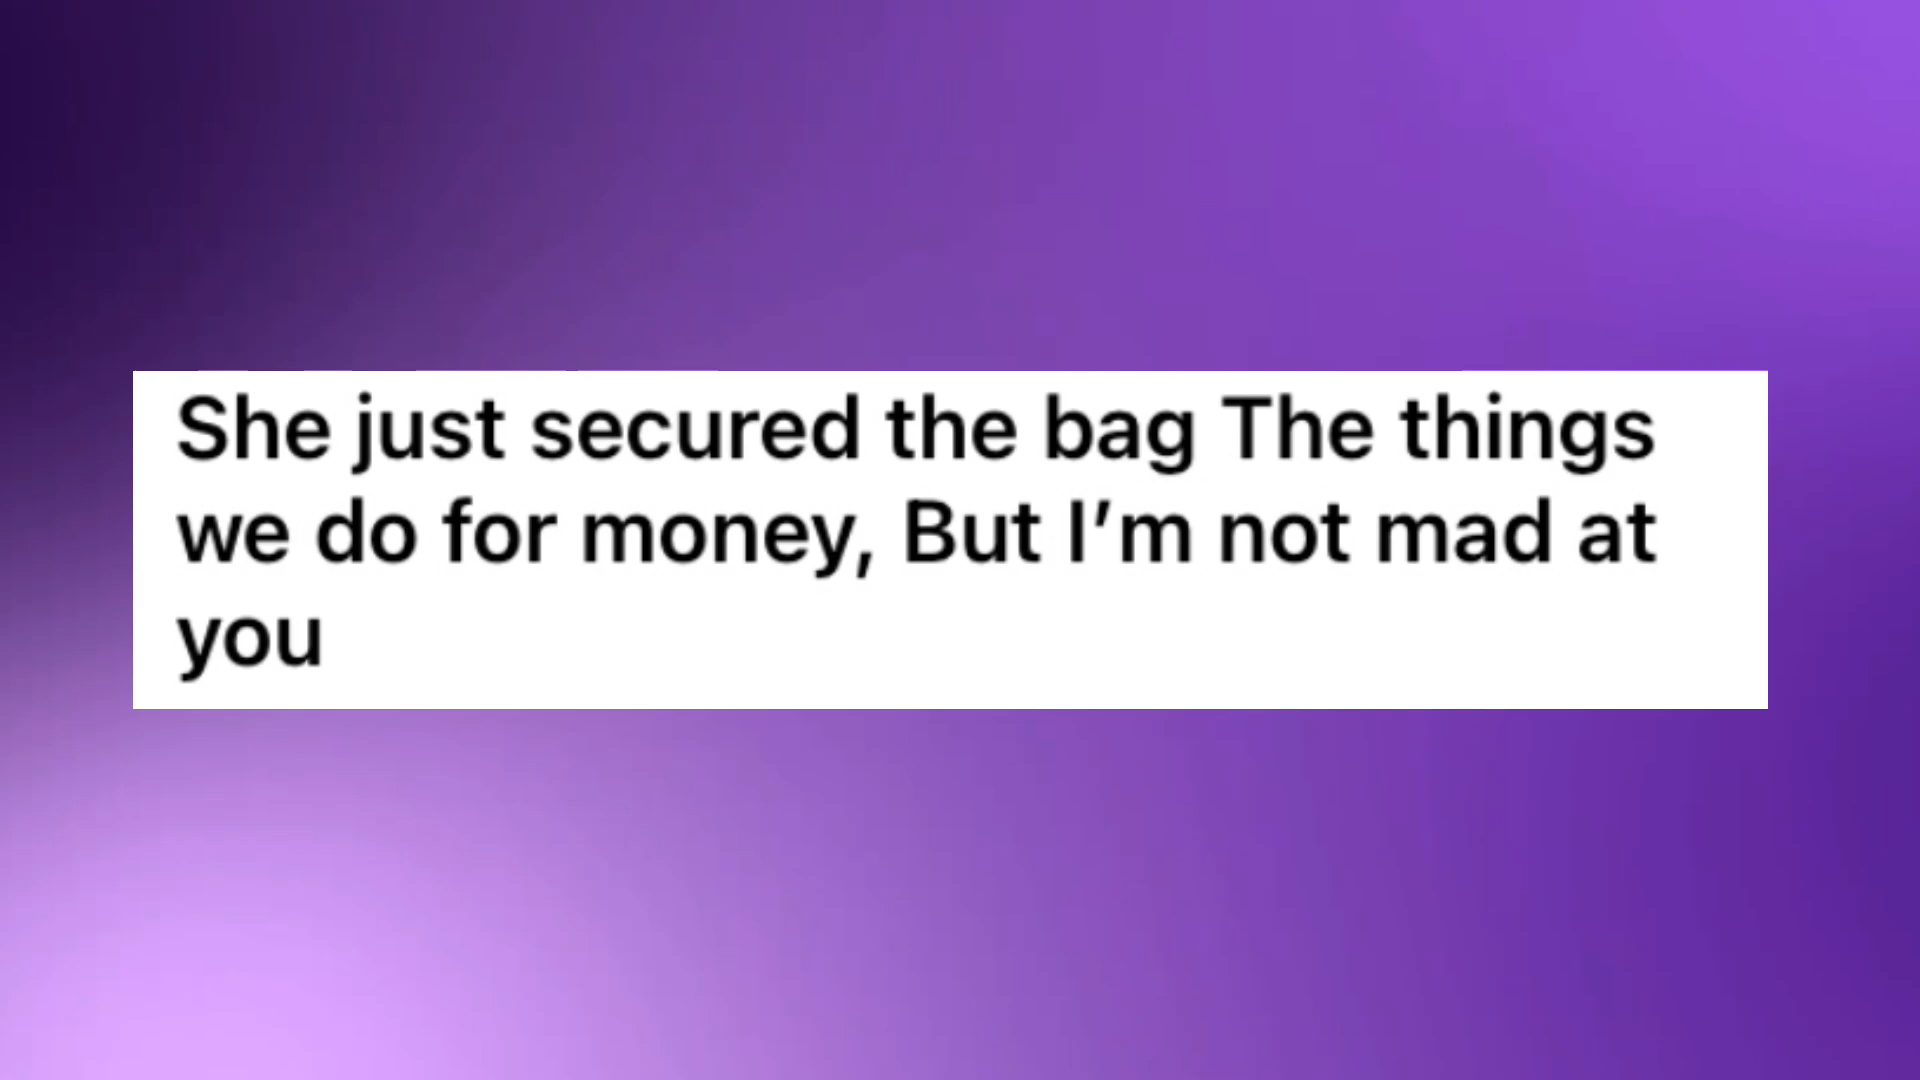 She just secured the bag The things
we do for money, But I’m not mad at
you